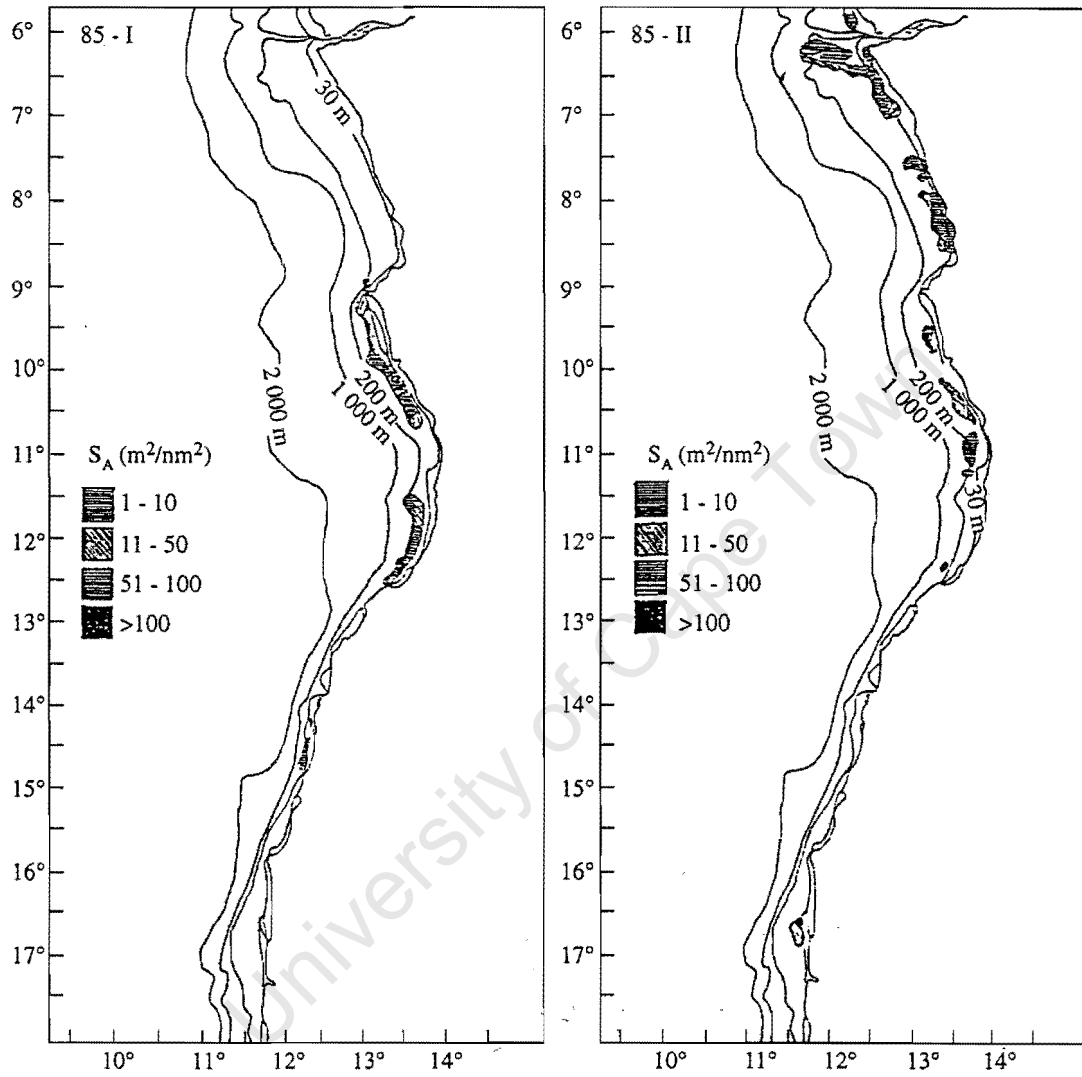 85 - I
6°
7°
8°
9°
10°
11°
12°
13°
14°
15°
16°
17°
30 m
2 000 m
200 m
1 000 m
S_A (m²/nm²)
1 - 10
11 - 50
51 - 100
>100
10°
11°
12°
13°
14°
85 - II
6°
7°
8°
9°
10°
11°
12°
13°
14°
15°
16°
17°
2 000 m
200 m
1 000 m
30 m
S_A (m²/nm²)
1 - 10
11 - 50
51 - 100
>100
10°
11°
12°
13°
14°
University of Cape Town